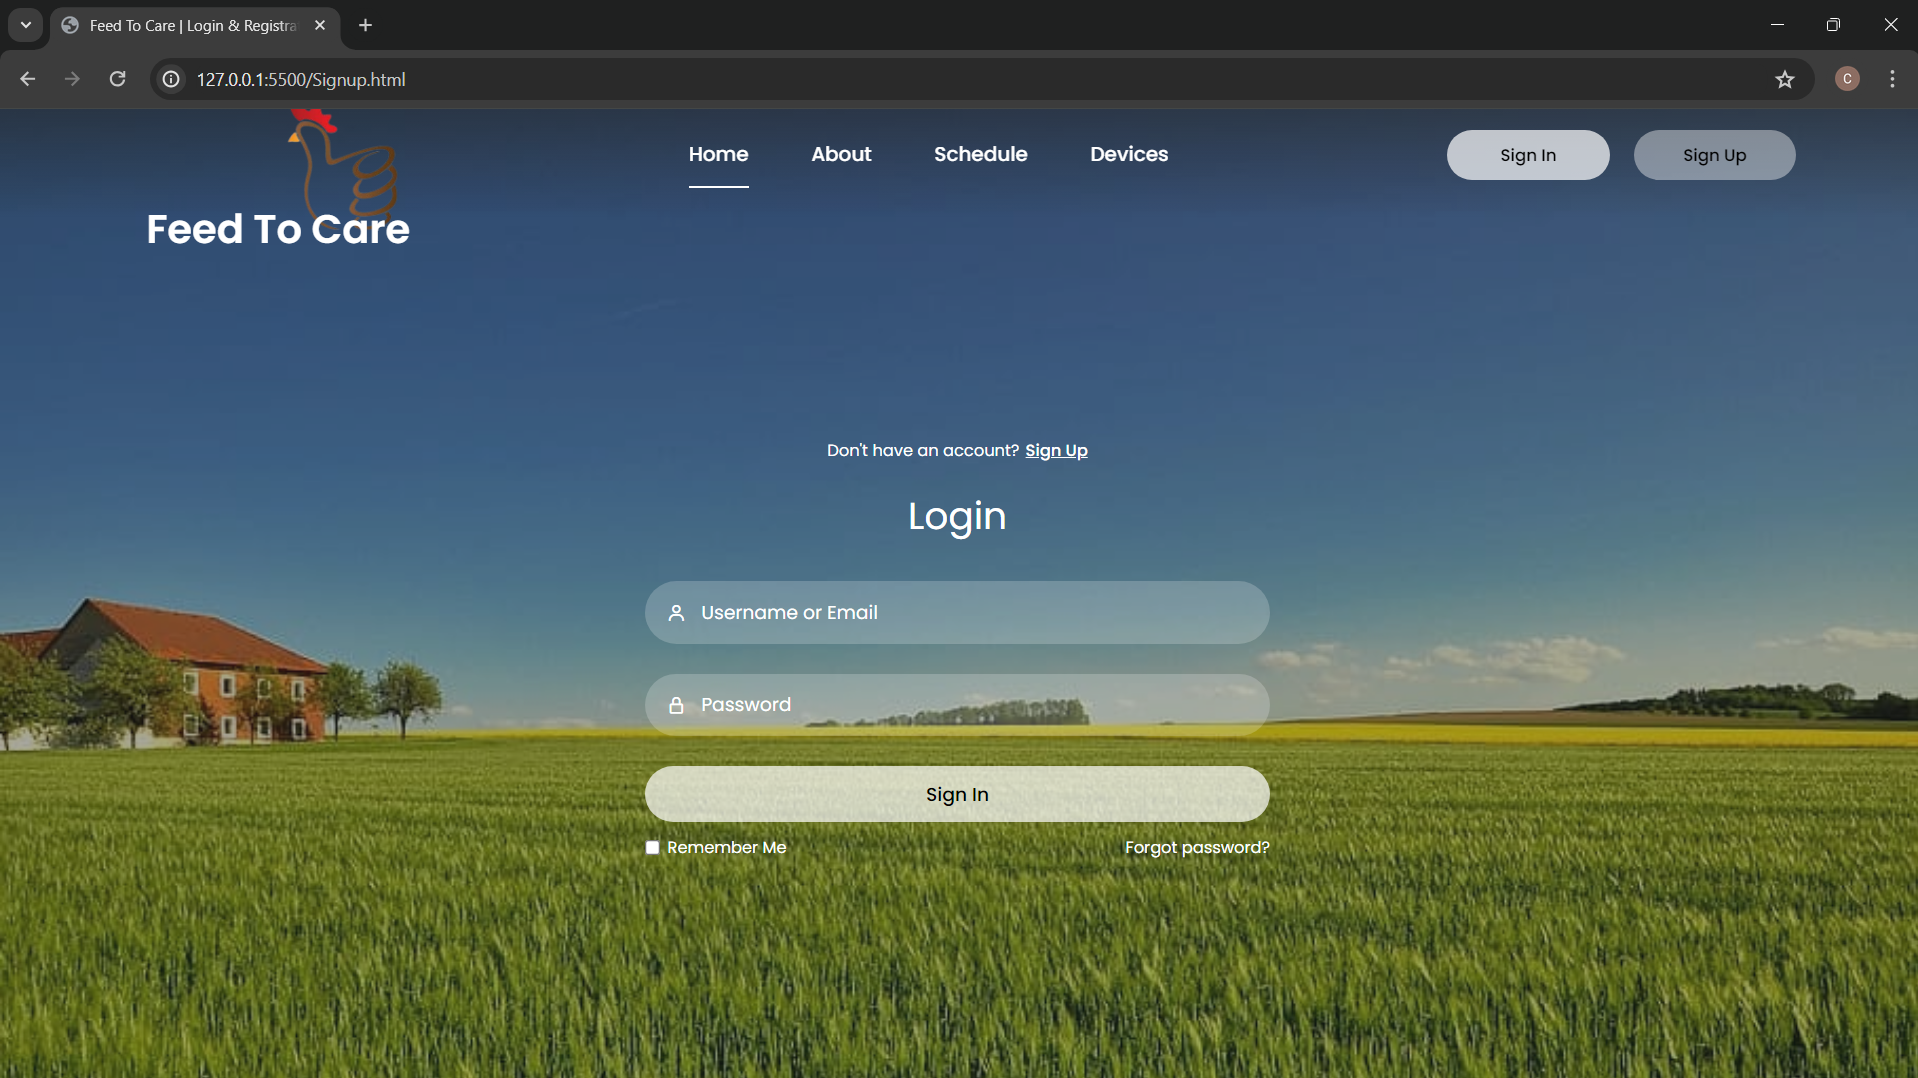 Feed To Care | Login & Registra
127.0.0.1:5500/Signup.html
C
Home
About
Schedule
Devices
Sign In
Sign Up
Feed To Care
Don't have an account? Sign Up
Login
Username or Email
Password
Sign In
Remember Me
Forgot password?